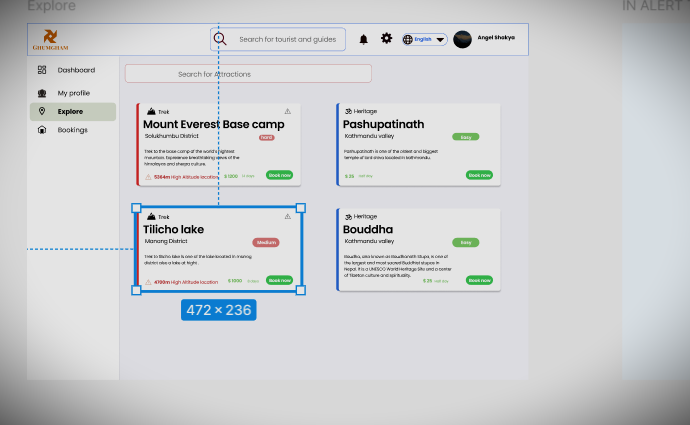 Explore
IN ALERT
GHUMGHAM
Search for tourist and guides
English
Angel Shakya
Dashboard
My profile
Explore
Bookings
Search for Attractions
Trek
Mount Everest Base camp
Solukhumbu District
Hard
Trek to the base camp of the world's highest
mountain. Experience breathtaking views of the
himalayas and sherpa culture.
5364m High Altitude location
$ 1200
Book now
Heritage
Pashupatinath
Kathmandu valley
Easy
Pashupatinath is one of the oldest and biggest
temple of lord shiva located in kathmandu.
$ 25
Book now
Trek
Tilicho lake
Manang District
Medium
Trek to tilicho lake is one of the lake located in manag
district also a lake at hight.
4799m High Altitude location
$ 1000
Book now
Heritage
Bouddha
Kathmandu valley
Easy
Boudha, also known as Boudhanath Stupa, is one of
the largest and most sacred Buddhist stupas in
Nepal. It is a UNESCO World Heritage Site and a center
of Tibetan culture and spirituality.
$ 25
Book now
472 × 236